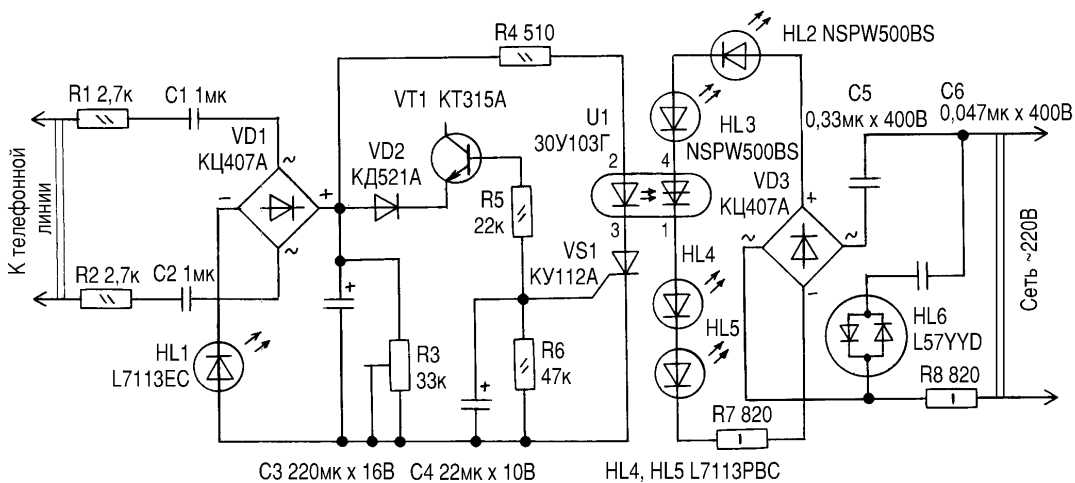 R4 510
HL2 NSPW500BS
R1 2,7к
C1 1мк
VT1 КТ315А
C5
0,33мк x 400В
C6
0,047мк x 400В
VD1
КЦ407А
U1
3ОУ103Г
HL3
NSPW500BS
VD2
КД521А
2
4
VD3
КЦ407А
~
+
−
+
~
~
~
R5
22к
3
1
−
К телефонной
линии
R2 2,7к
C2 1мк
VS1
КУ112А
HL4
Сеть ~220В
+
HL1
L7113EC
R3
33к
R6
47к
HL5
HL6
L57YYD
+
R8 820
R7 820
C3 220мк x 16В
C4 22мк x 10В
HL4, HL5 L7113PBC